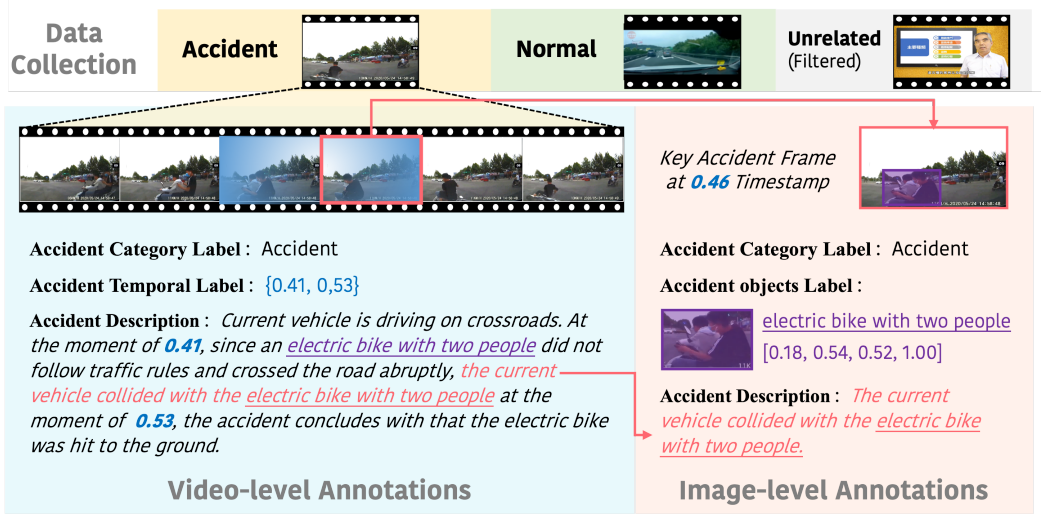 Data
Collection
Accident
Normal
Unrelated
(Filtered)
Key Accident Frame
at 0.46 Timestamp
Accident Category Label : Accident
Accident Temporal Label : {0.41, 0,53}
Accident Description : Current vehicle is driving on crossroads. At
the moment of 0.41, since an electric bike with two people did not
follow traffic rules and crossed the road abruptly, the current
vehicle collided with the electric bike with two people at the
moment of 0.53, the accident concludes with that the electric bike
was hit to the ground.
Video-level Annotations
Accident Category Label : Accident
Accident objects Label :
electric bike with two people
[0.18, 0.54, 0.52, 1.00]
Accident Description : The current
vehicle collided with the electric bike
with two people.
Image-level Annotations